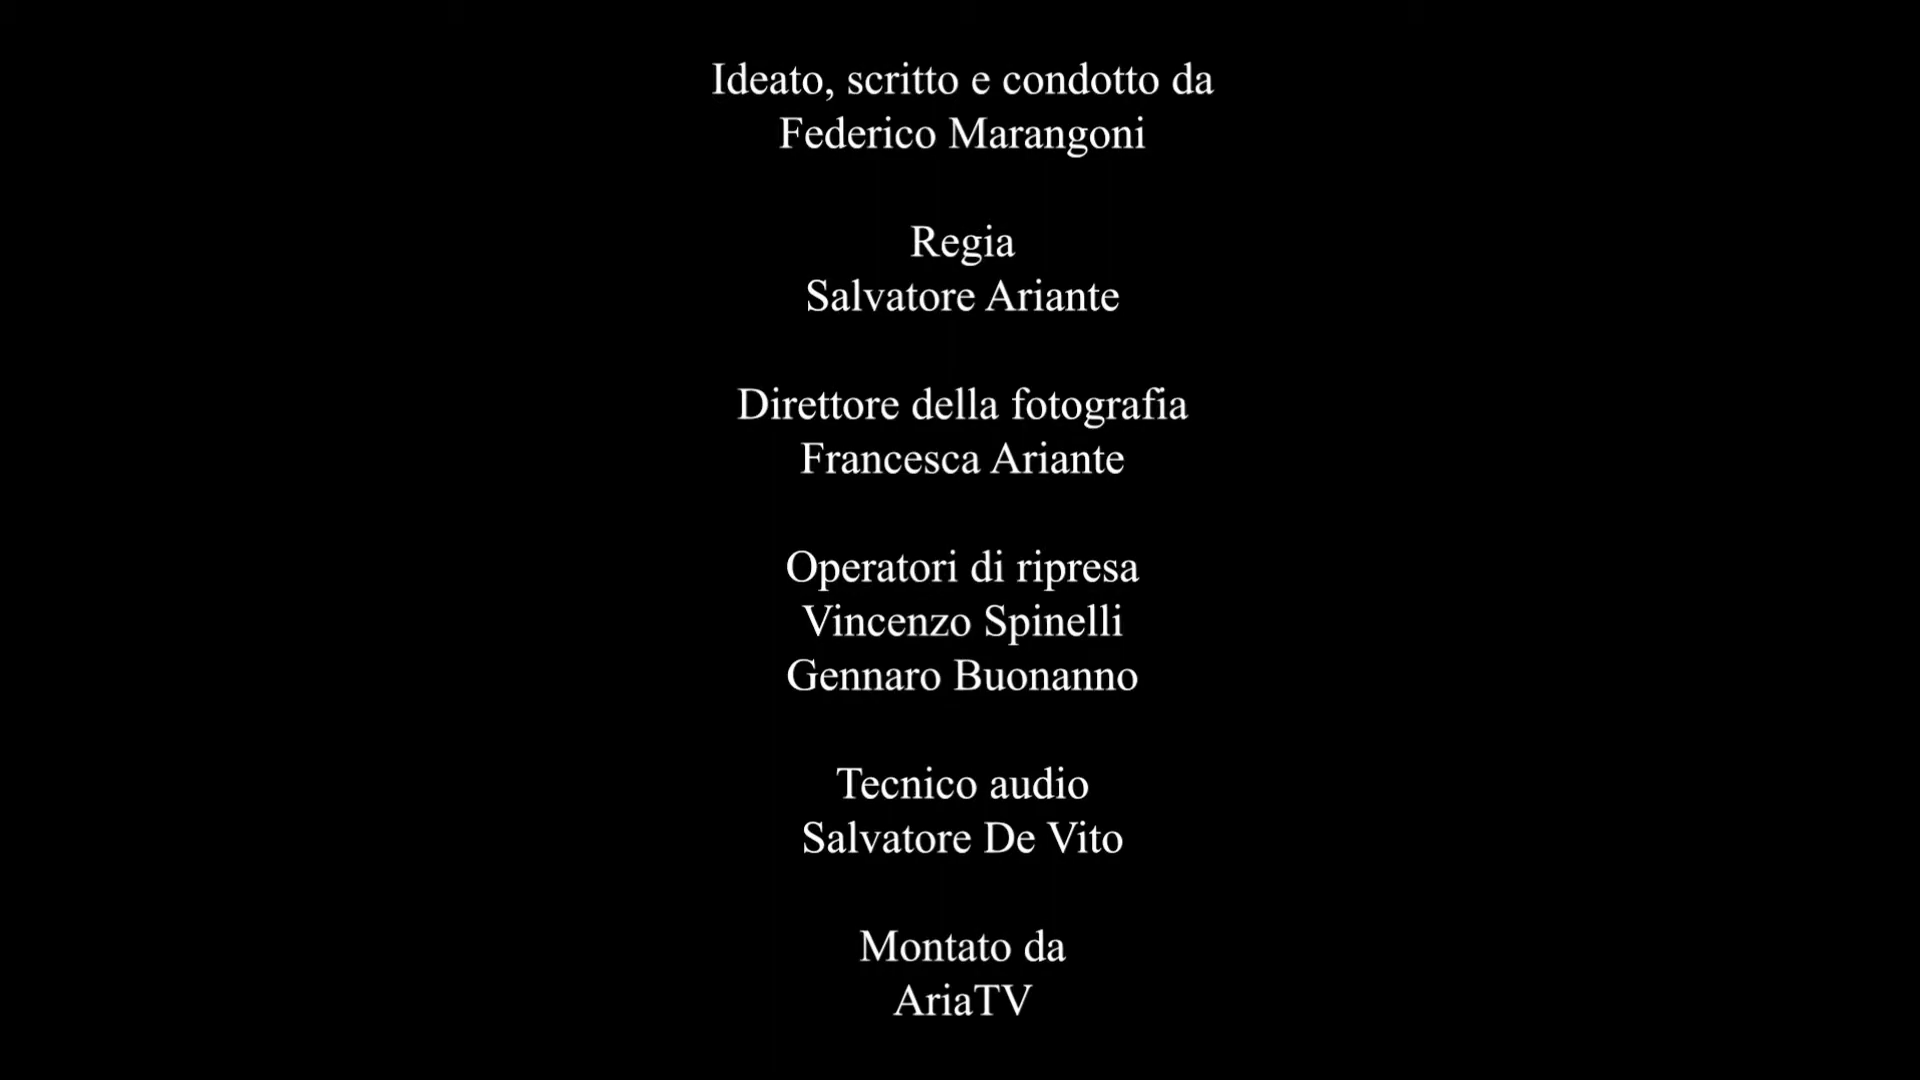 Ideato, scritto e condotto da
Federico Marangoni
Regia
Salvatore Ariante
Direttore della fotografia
Francesca Ariante
Operatori di ripresa
Vincenzo Spinelli
Gennaro Buonanno
Tecnico audio
Salvatore De Vito
Montato da
AriaTV